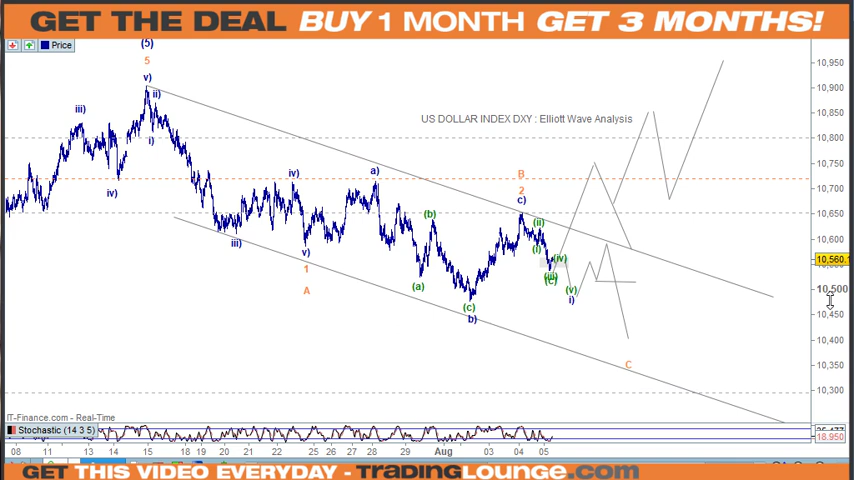 GET THE DEAL BUY 1 MONTH GET 3 MONTHS!
Price
(5)
5
v)
ii)
iii)
i)
iv)
US DOLLAR INDEX DXY : Elliott Wave Analysis
iv)
a)
B
2
c)
(b)
(ii)
iii)
v)
(i)
(iv)
1
A
(a)
(c)
(v)
i)
(c)
b)
C
10,950
10,900
10,850
10,800
10,750
10,700
10,650
10,600
10,560.
10,500
10,450
10,400
10,350
10,300
IT-Finance.com - Real-Time
Stochastic (14 3 5)
18.950
08 11 12 13 14 15 18 19 20 21 22 25 26 27 28 29 Aug 03 04 05
GET THIS VIDEO EVERYDAY - TRADINGLOUNGE.COM